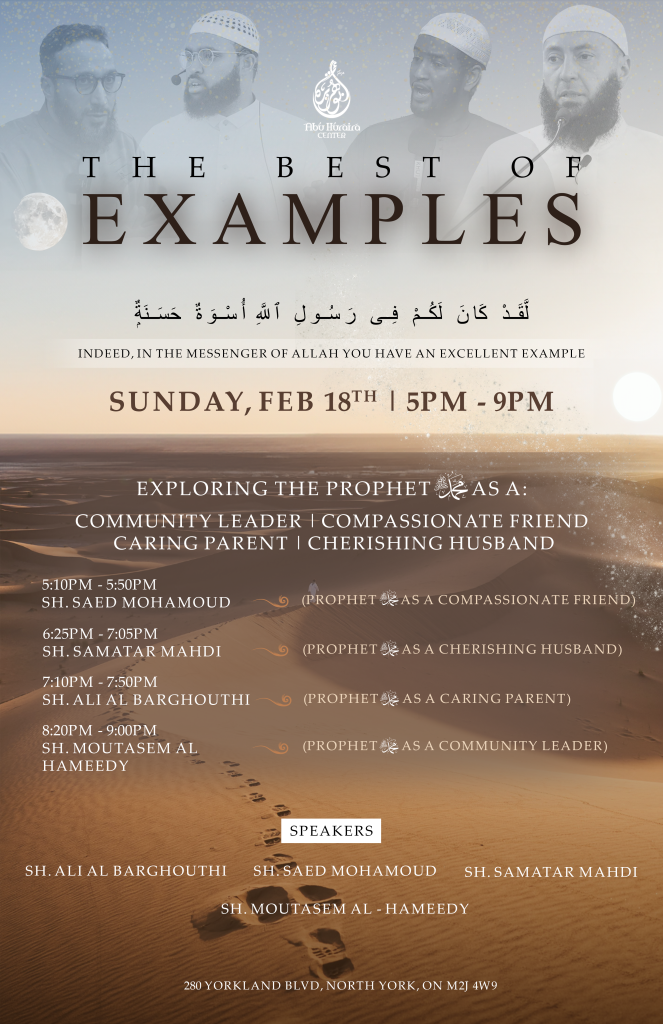 Abu Huraira
CENTER
THE BEST OF
EXAMPLES
لَّقَدْ كَانَ لَكُمْ فِى رَسُولِ ٱللَّهِ أُسْوَةٌ حَسَنَةٌ
INDEED, IN THE MESSENGER OF ALLAH YOU HAVE AN EXCELLENT EXAMPLE
SUNDAY, FEB 18TH | 5PM - 9PM
EXPLORING THE PROPHET ﷺ AS A:
COMMUNITY LEADER | COMPASSIONATE FRIEND
CARING PARENT | CHERISHING HUSBAND
5:10PM - 5:50PM
SH. SAED MOHAMOUD (PROPHET ﷺ AS A COMPASSIONATE FRIEND)
6:25PM - 7:05PM
SH. SAMATAR MAHDI (PROPHET ﷺ AS A CHERISHING HUSBAND)
7:10PM - 7:50PM
SH. ALI AL BARGHOUTHI (PROPHET ﷺ AS A CARING PARENT)
8:20PM - 9:00PM
SH. MOUTASEM AL (PROPHET ﷺ AS A COMMUNITY LEADER)
HAMEEDY
SPEAKERS
SH. ALI AL BARGHOUTHI SH. SAED MOHAMOUD SH. SAMATAR MAHDI
SH. MOUTASEM AL - HAMEEDY
280 YORKLAND BLVD, NORTH YORK, ON M2J 4W9